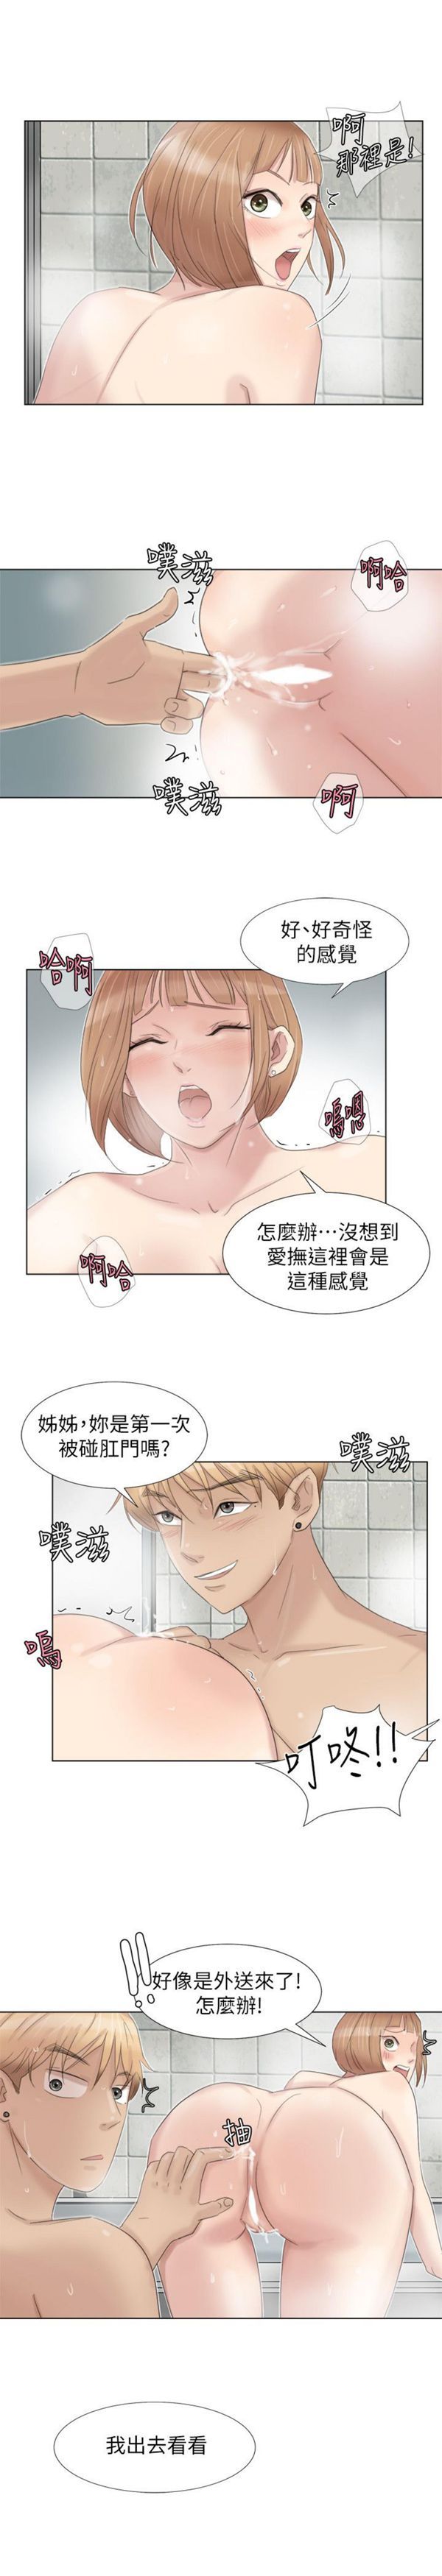 啊
那裡是!
噗滋
啊哈
噗滋
啊
好、好奇怪
的感覺
哈啊
嗚嗯
怎麼辦⋯沒想到
愛撫這裡會是
這種感覺
啊哈
姊姊,妳是第一次
被碰肛門嗎?
噗滋
噗滋
嗚
叮咚!!
好像是外送來了!
怎麼辦!
抽
我出去看看